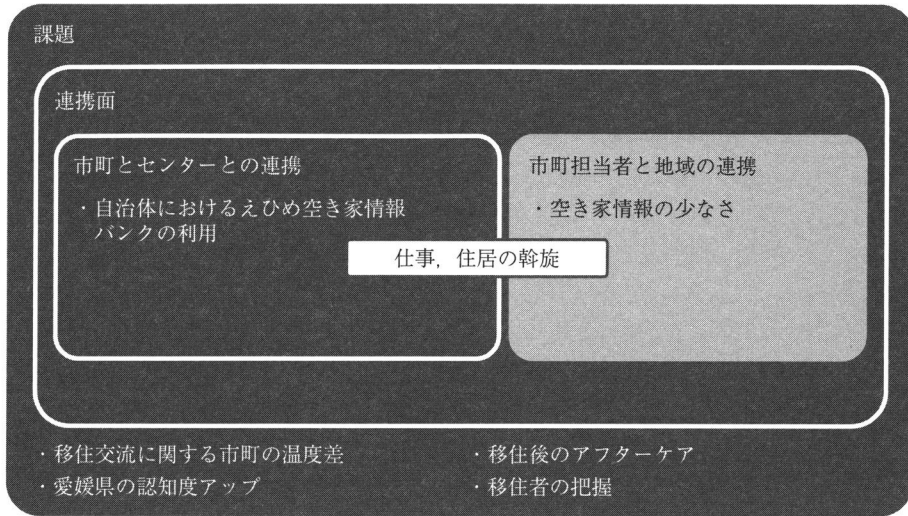 課題
連携面
市町とセンターとの連携
・自治体におけるえひめ空き家情報
バンクの利用
市町担当者と地域の連携
・空き家情報の少なさ
仕事，住居の斡旋
・移住交流に関する市町の温度差
・愛媛県の認知度アップ
・移住後のアフターケア
・移住者の把握